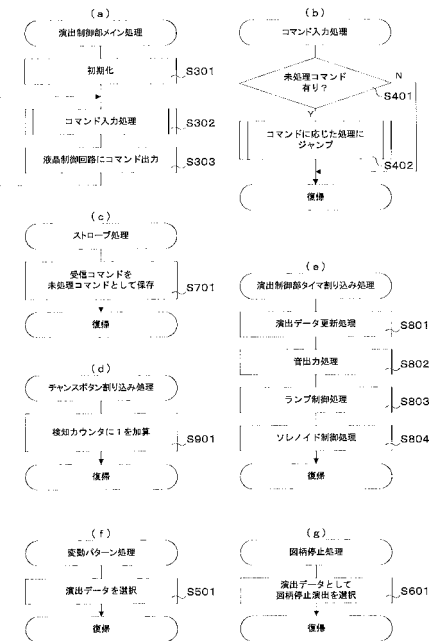 (a)
演出制御部メイン処理
初期化
S301
コマンド入力処理
S302
液晶制御回路にコマンド出力
S303
(b)
コマンド入力処理
未処理コマンド
有り？
N
S401
Y
コマンドに応じた処理に
ジャンプ
S402
復帰
(c)
ストローブ処理
受信コマンドを
未処理コマンドとして保存
S701
復帰
(d)
チャンスボタン割り込み処理
検知カウンタに1を加算
S901
復帰
(e)
演出制御部タイマ割り込み処理
演出データ更新処理
S801
音出力処理
S802
ランプ制御処理
S803
ソレノイド制御処理
S804
復帰
(f)
変動パターン処理
演出データを選択
S501
復帰
(g)
図柄停止処理
演出データとして
図柄停止演出を選択
S601
復帰